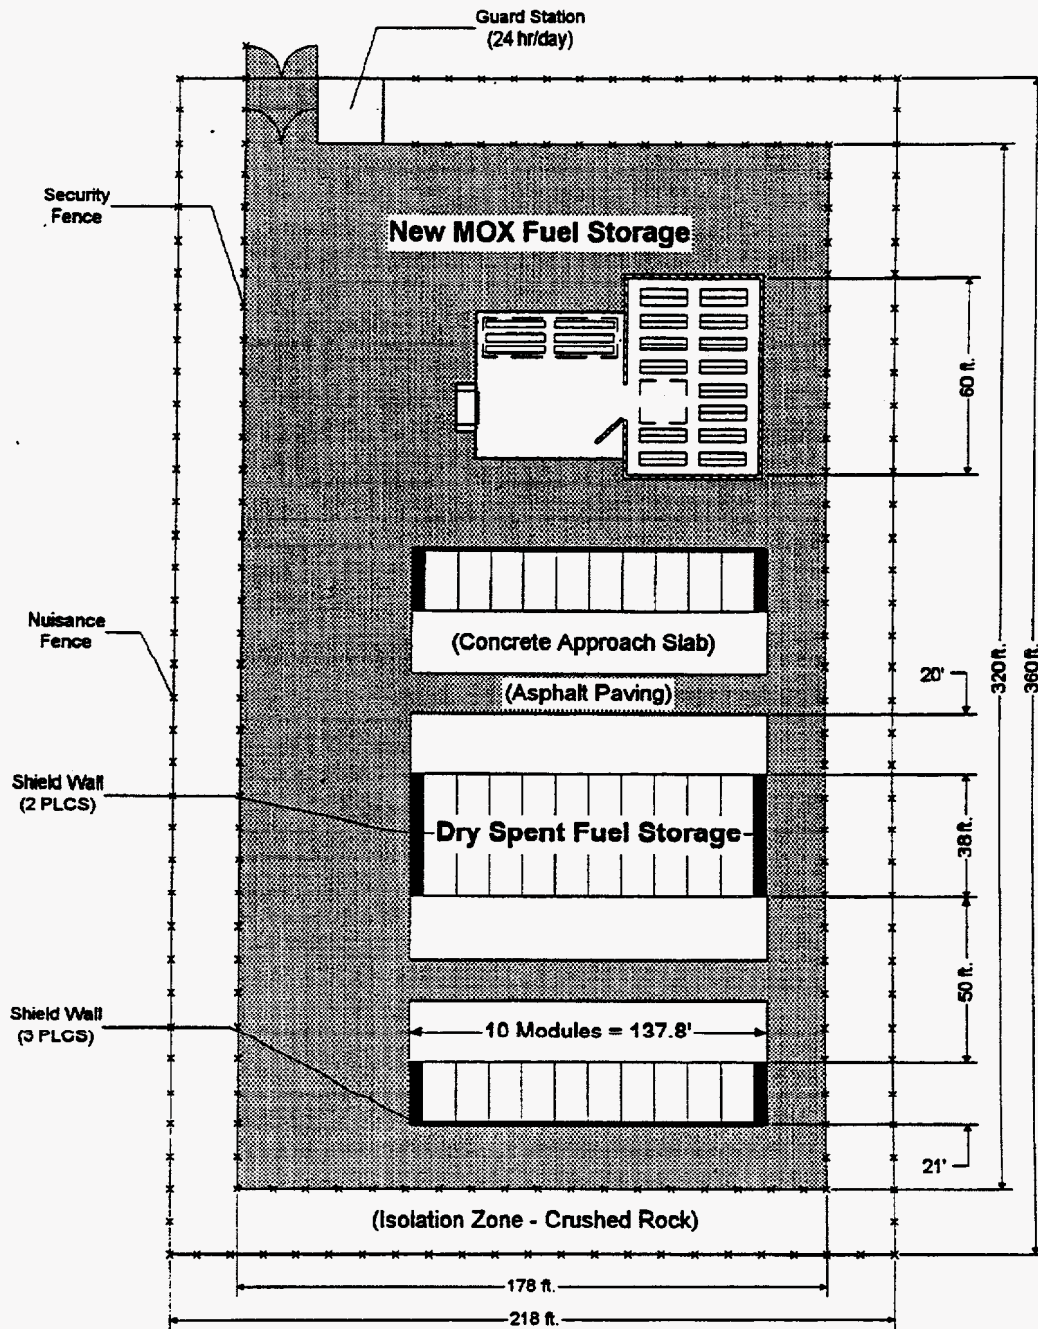 Guard Station
(24 hr/day)
Security
Fence
New MOX Fuel Storage
60 ft.
Nuisance
Fence
(Concrete Approach Slab)
(Asphalt Paving)
20'
320 ft.
360 ft.
Shield Wall
(2 PLCS)
Dry Spent Fuel Storage
38 ft.
50 ft.
Shield Wall
(3 PLCS)
10 Modules = 137.8'
21'
(Isolation Zone - Crushed Rock)
178 ft.
218 ft.